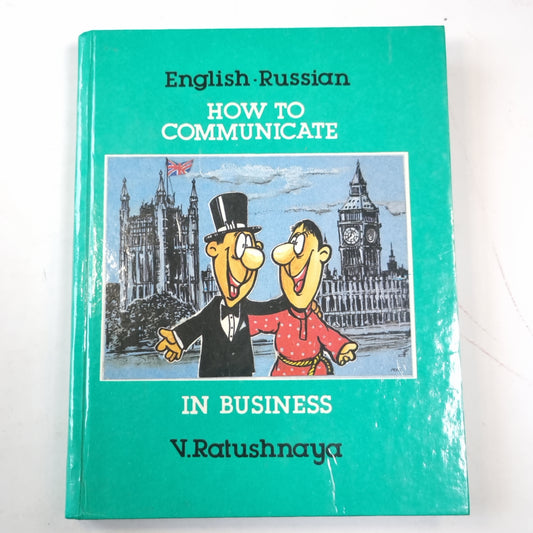 English · Russian
HOW TO
COMMUNICATE
IN BUSINESS
V.Ratushnaya